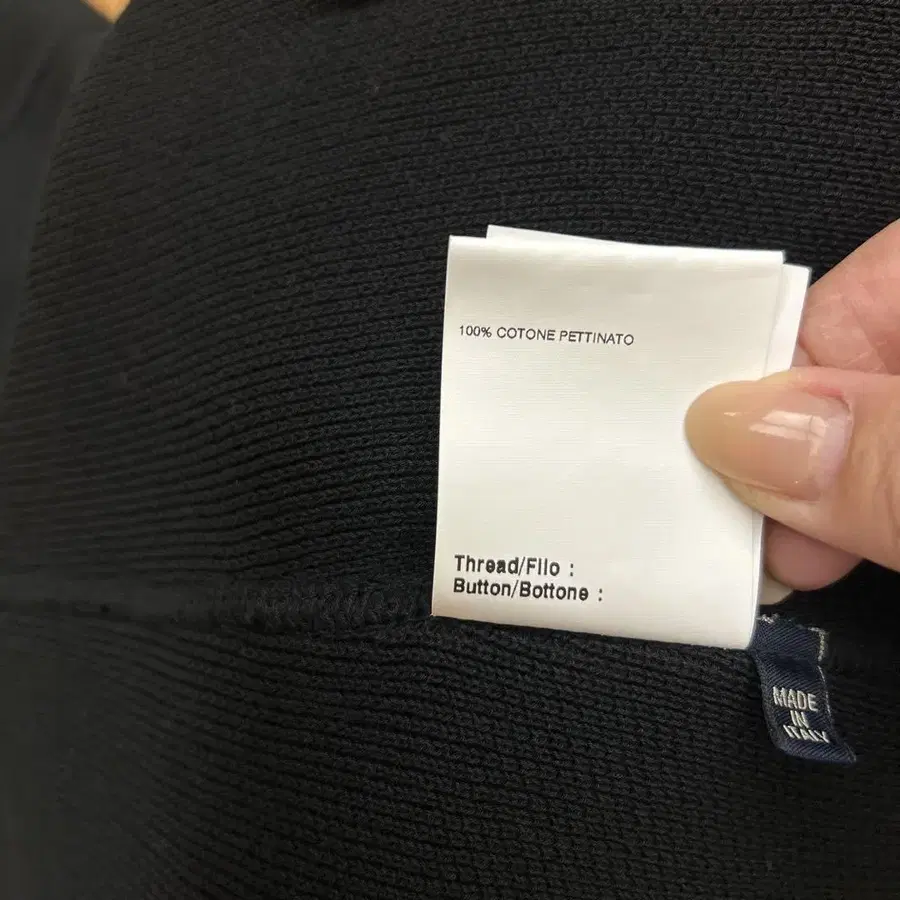 100% COTONE PETTINATO
Thread/Filo :
Button/Bottone :
MADE
IN
ITALY